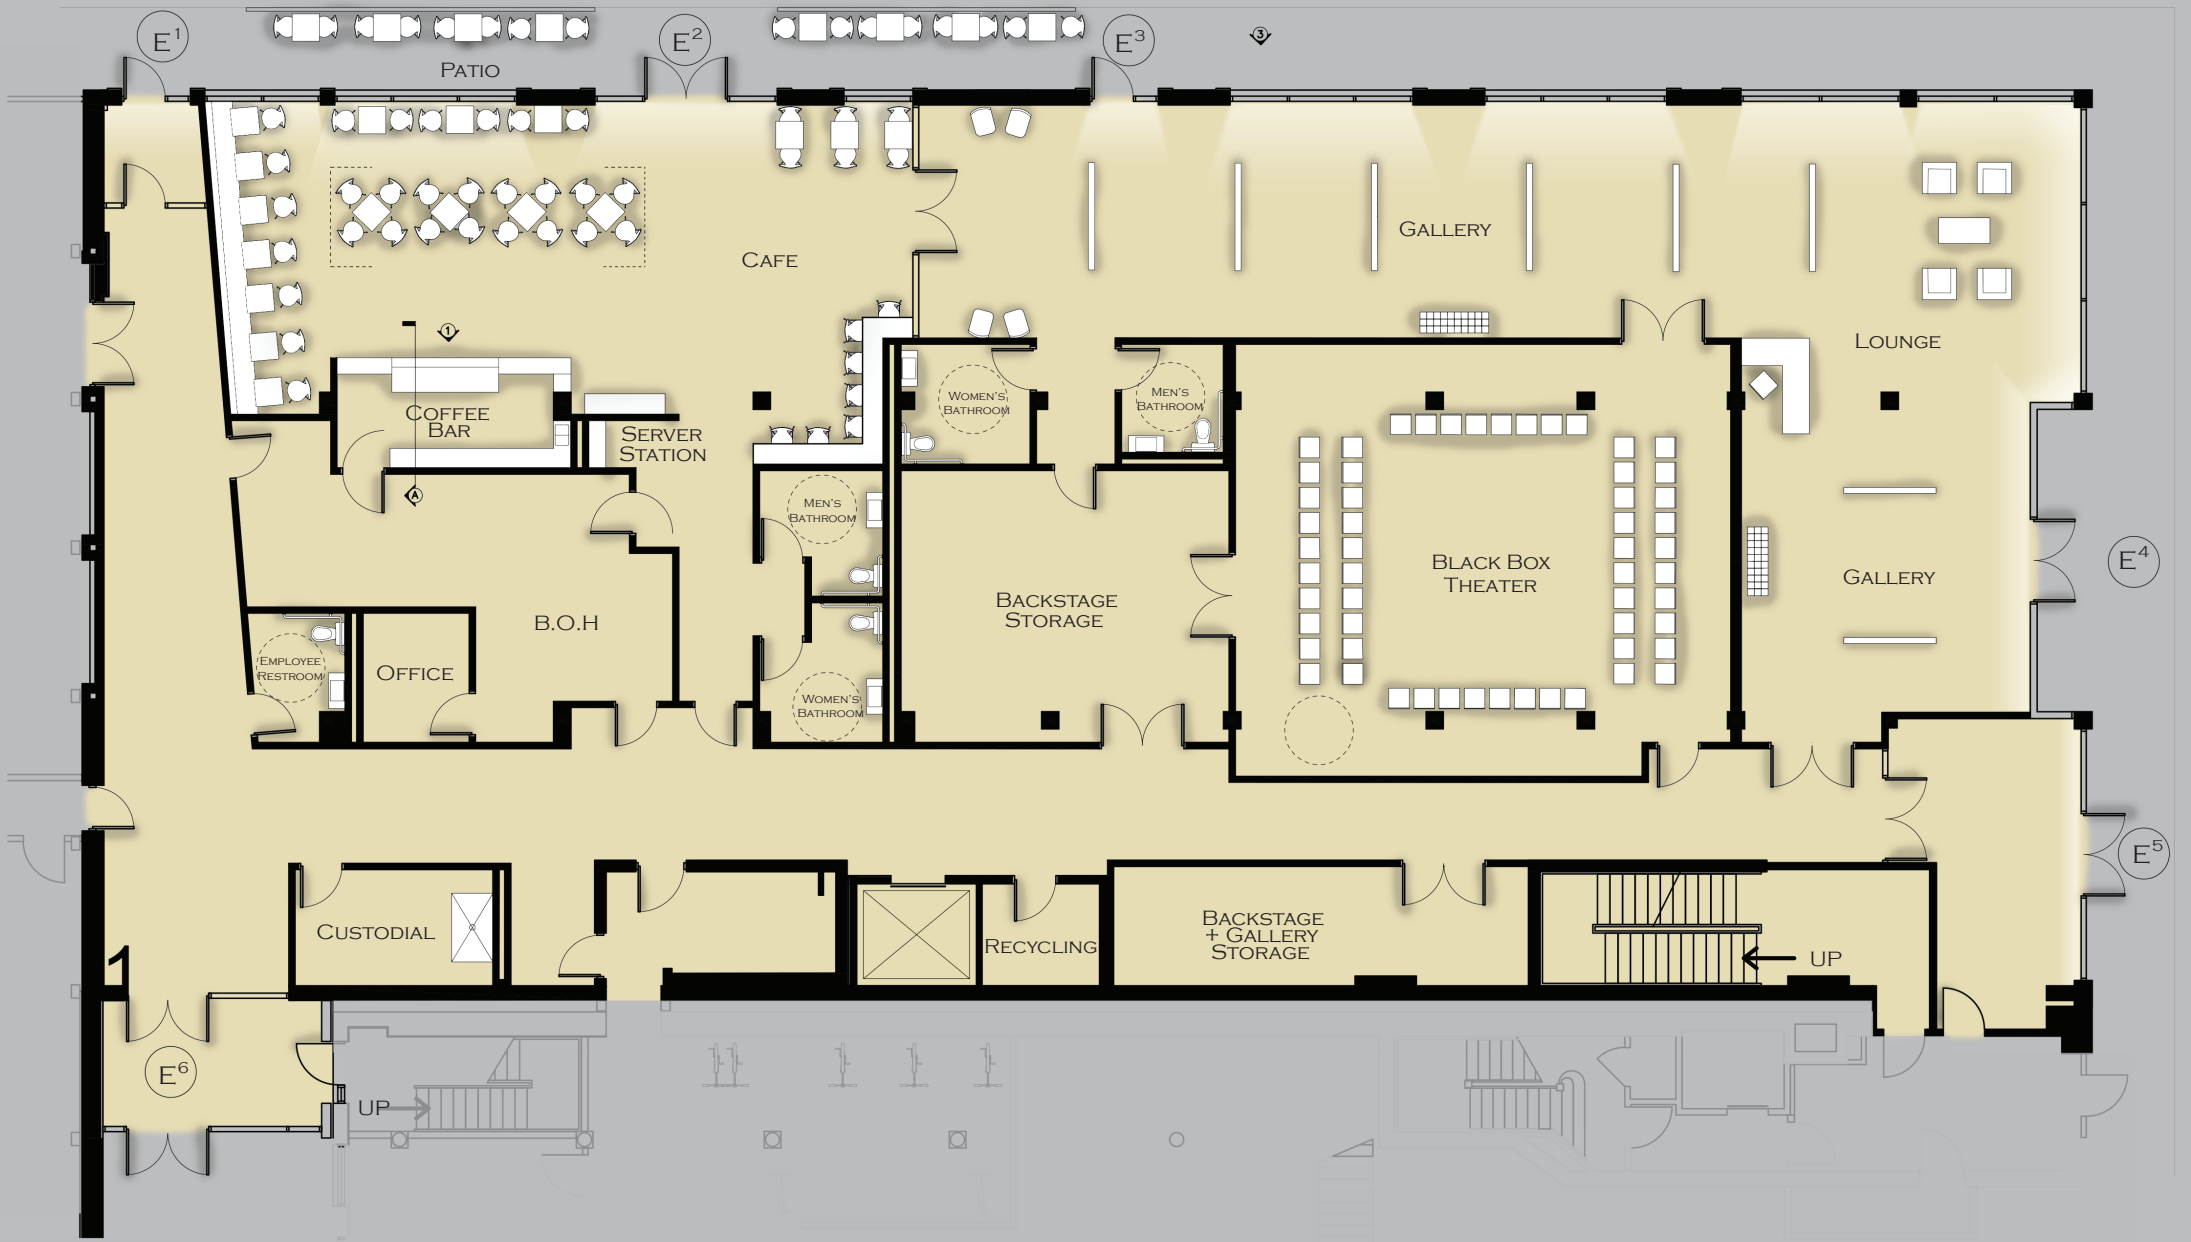 E1
E2
E3
3
PATIO
GALLERY
CAFE
1
LOUNGE
COFFEE
BAR
SERVER
STATION
WOMEN'S
BATHROOM
MEN'S
BATHROOM
A
MEN'S
BATHROOM
BLACK BOX
THEATER
GALLERY
E4
BACKSTAGE
STORAGE
B.O.H
EMPLOYEE
RESTROOM
OFFICE
WOMEN'S
BATHROOM
E5
CUSTODIAL
RECYCLING
BACKSTAGE
+ GALLERY
STORAGE
UP
1
E6
UP